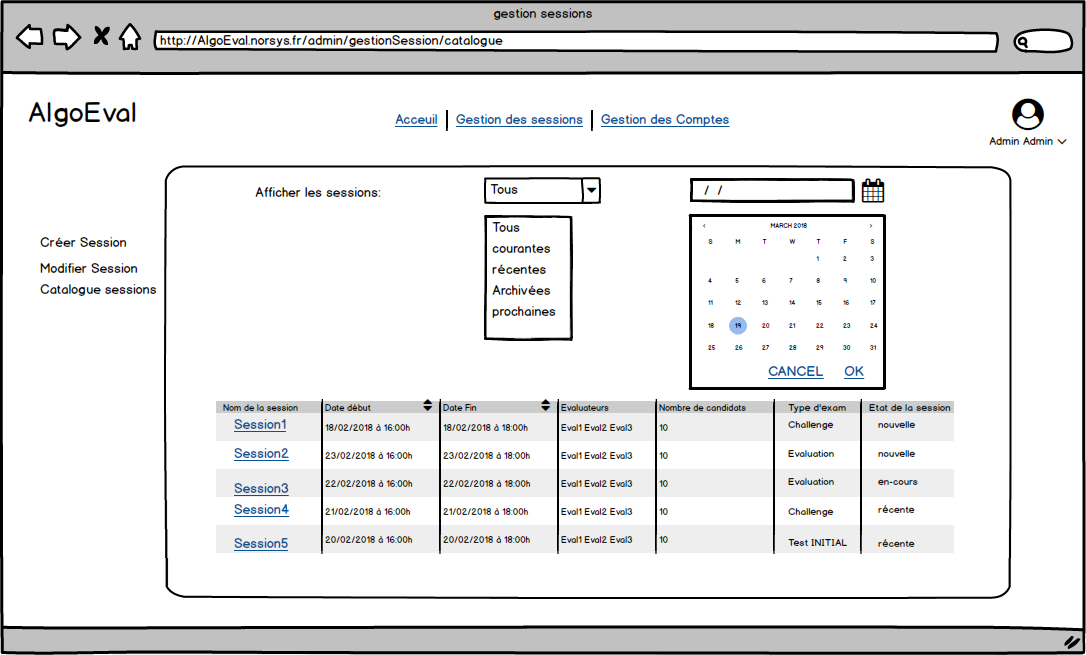 gestion sessions
http://AlgoEval.norsys.fr/admin/gestionSession/catalogue
AlgoEval
Acceuil Gestion des sessions Gestion des Comptes
Admin Admin
Afficher les sessions: Tous / /
Créer Session
Modifier Session
Catalogue sessions
Tous
courantes
récentes
Archivées
prochaines
‹ MARCH 2018 ›
S M T W T F S
1 2 3
4 5 6 7 8 9 10
11 12 13 14 15 16 17
18 19 20 21 22 23 24
25 26 27 28 29 30 31
CANCEL OK
Nom de la session Date début Date Fin Evaluateurs Nombre de candidats Type d'exam Etat de la session
Session1 18/02/2018 à 16:00h 18/02/2018 à 18:00h Eval1 Eval2 Eval3 10 Challenge nouvelle
Session2 23/02/2018 à 16:00h 23/02/2018 à 18:00h Eval1 Eval2 Eval3 10 Evaluation nouvelle
Session3 22/02/2018 à 16:00h 22/02/2018 à 18:00h Eval1 Eval2 Eval3 10 Evaluation en-cours
Session4 21/02/2018 à 16:00h 21/02/2018 à 18:00h Eval1 Eval2 Eval3 10 Challenge récente
Session5 20/02/2018 à 16:00h 20/02/2018 à 18:00h Eval1 Eval2 Eval3 10 Test INITIAL récente